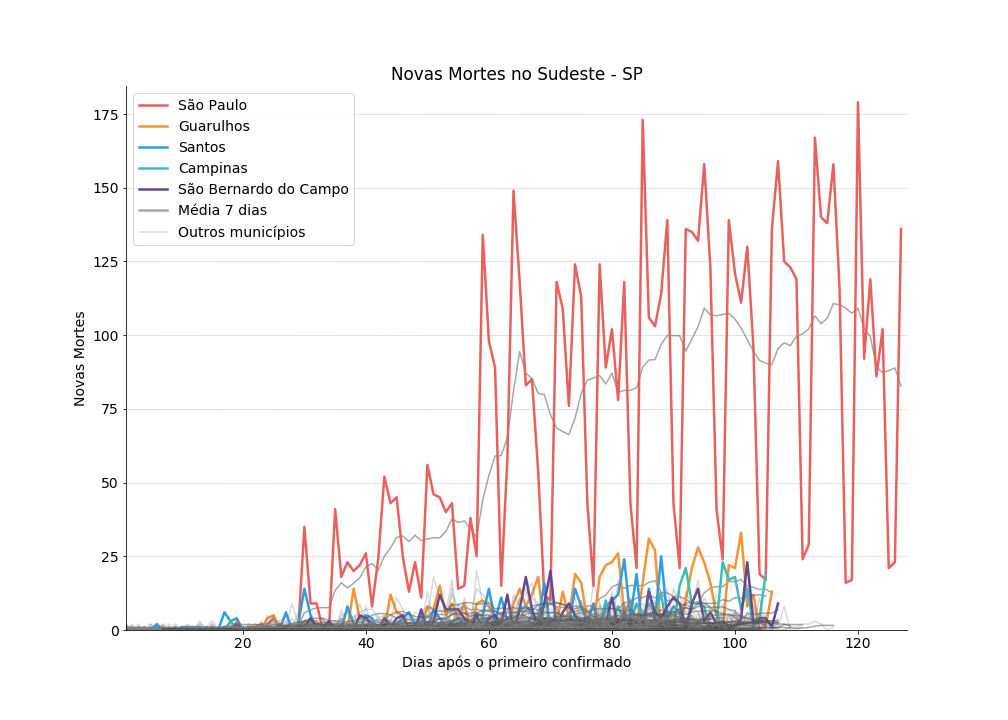 Novas Mortes no Sudeste - SP
São Paulo
Guarulhos
Santos
Campinas
São Bernardo do Campo
Média 7 dias
Outros municípios
Novas Mortes
175
150
125
100
75
50
25
0
20
40
60
80
100
120
Dias após o primeiro confirmado